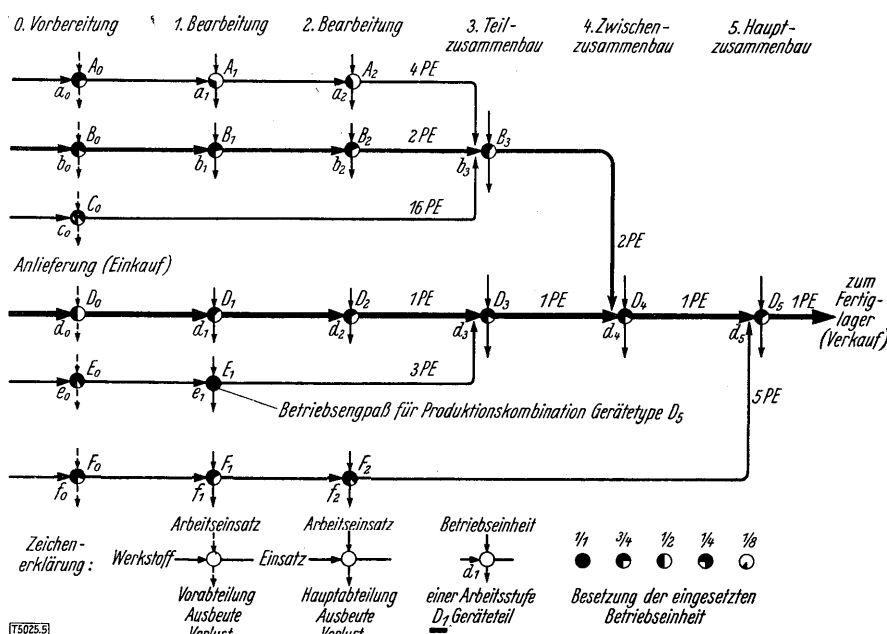 0. Vorbereitung 1. Bearbeitung 2. Bearbeitung 3. Teil- 4. Zwischen- 5. Haupt-
zusammenbau zusammenbau zusammenbau
A0 A1 A2 4 PE
a0 a1 a2
B0 B1 B2 2 PE B3
b0 b1 b2 b3
C0 16 PE
c0
2 PE
Anlieferung (Einkauf)
D0 D1 D2 1 PE D3 1 PE D4 1 PE D5 1 PE
d0 d1 d2 d3 d4 d5
zum
Fertig-
lager
(Verkauf)
E0 E1 3 PE
e0 e1
5 PE
Betriebsengpaß für Produktionskombination Gerätetype D5
F0 F1 F2
f0 f1 f2
Zeichen-
erklärung :
Arbeitseinsatz
Werkstoff
Vorabteilung
Ausbeute
Verlust
Arbeitseinsatz
Einsatz
Hauptabteilung
Ausbeute
Verlust
Betriebseinheit
d1
einer Arbeitsstufe
D1 Geräteteil
1/1 3/4 1/2 1/4 1/8
Besetzung der eingesetzten
Betriebseinheit
T5025.5